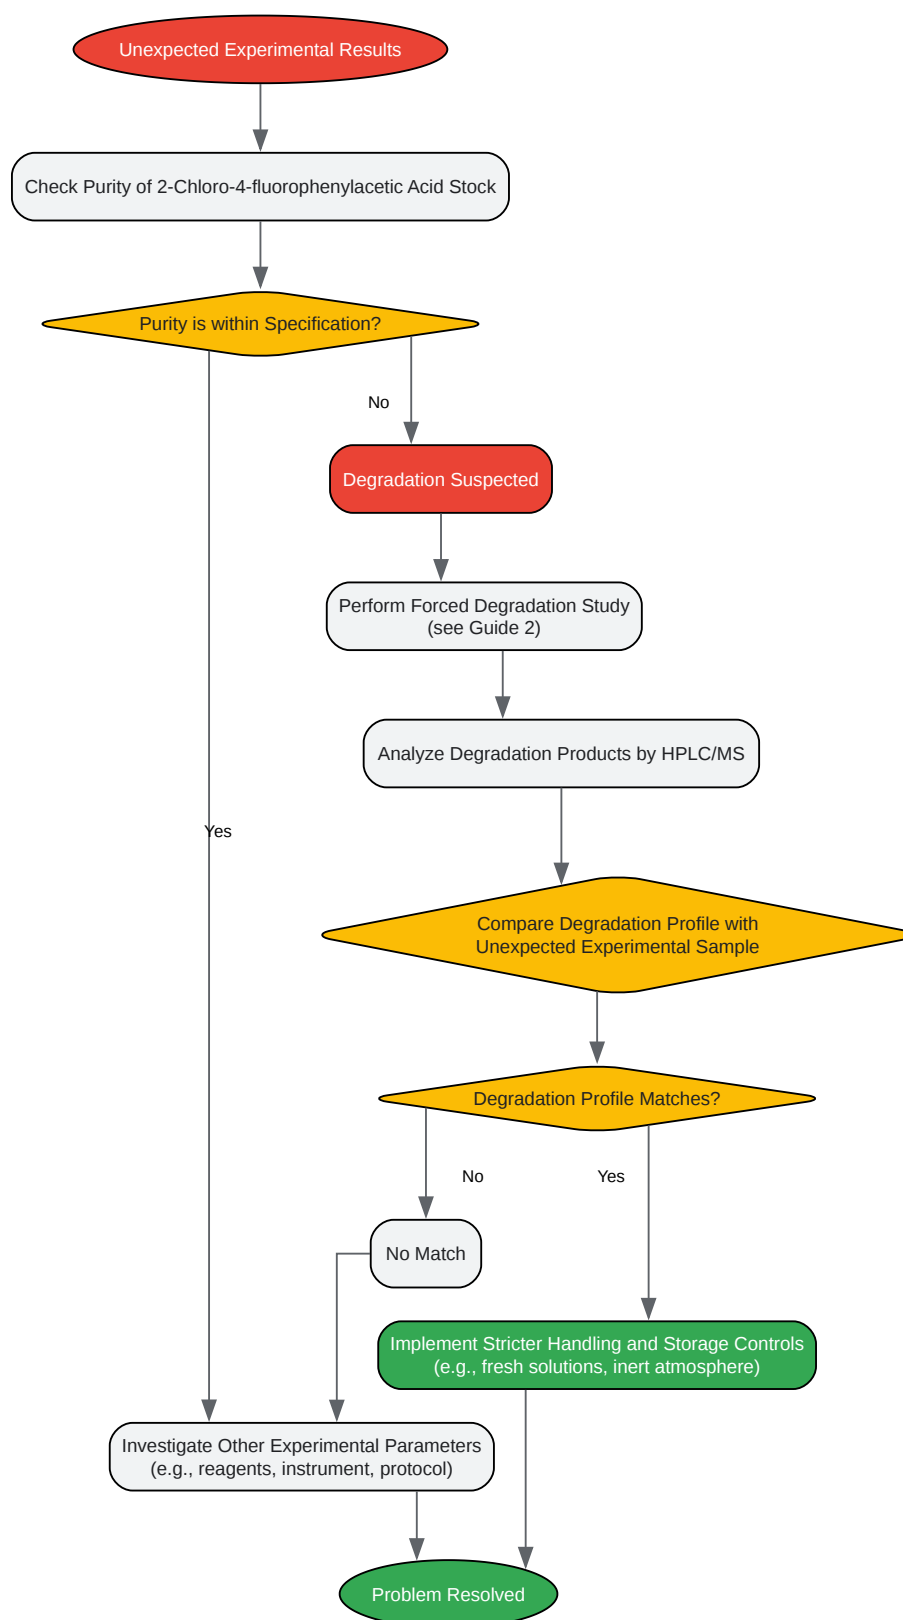 Unexpected Experimental Results
Check Purity of 2-Chloro-4-fluorophenylacetic Acid Stock
Purity is within Specification?
No
Degradation Suspected
Perform Forced Degradation Study
(see Guide 2)
Analyze Degradation Products by HPLC/MS
Yes
Compare Degradation Profile with
Unexpected Experimental Sample
Degradation Profile Matches?
No
Yes
No Match
Implement Stricter Handling and Storage Controls
(e.g., fresh solutions, inert atmosphere)
Investigate Other Experimental Parameters
(e.g., reagents, instrument, protocol)
Problem Resolved